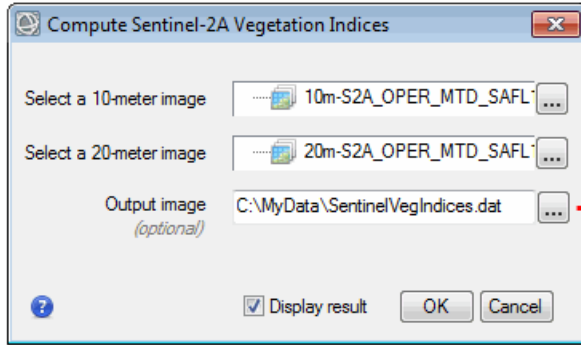 Compute Sentinel-2A Vegetation Indices
Select a 10-meter image 10m-S2A_OPER_MTD_SAFL ...
Select a 20-meter image 20m-S2A_OPER_MTD_SAFL ...
Output image C:\MyData\SentinelVegIndices.dat ...
(optional)
? Display result OK Cancel